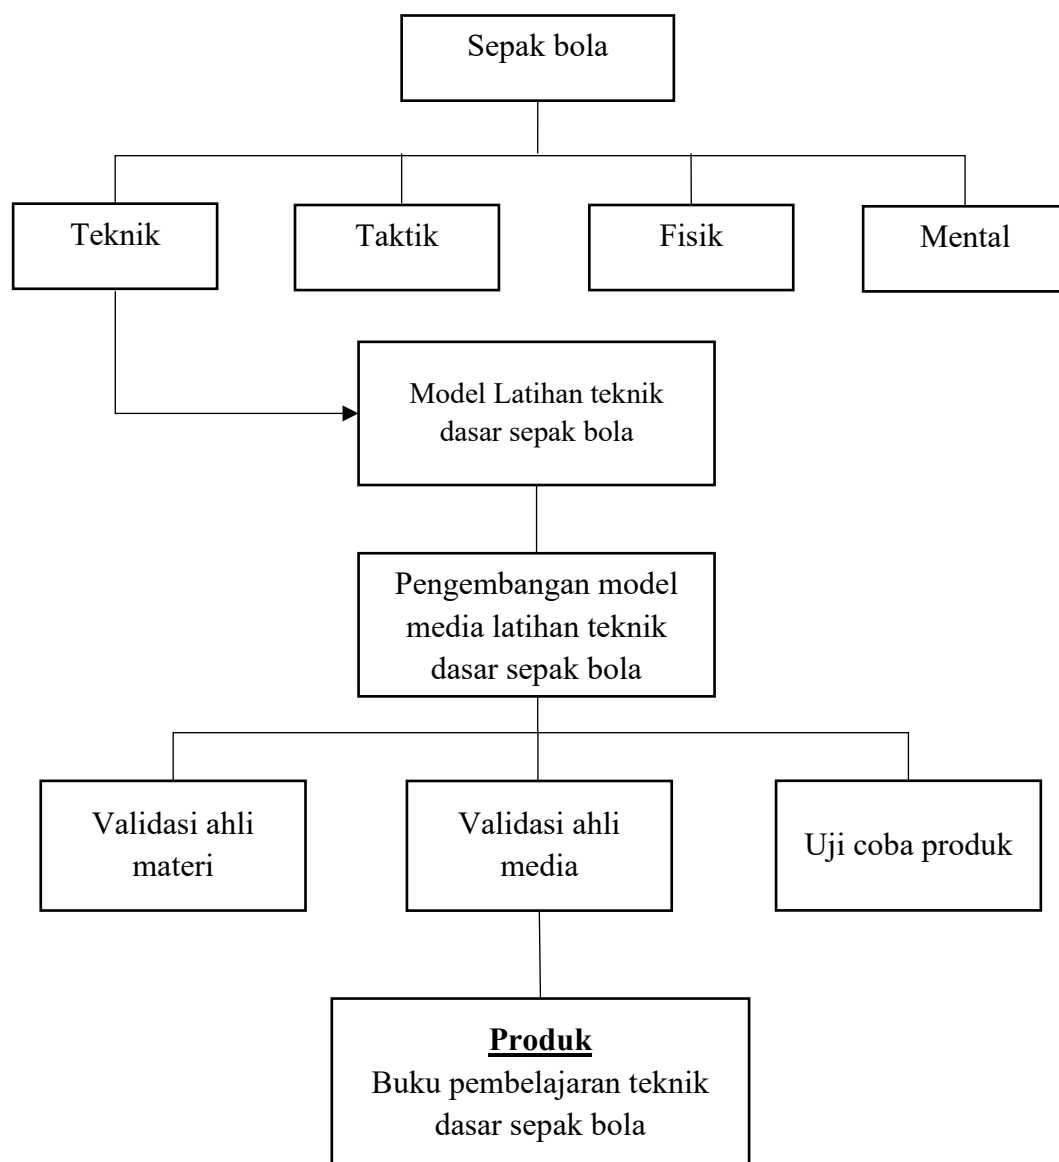 Sepak bola
Teknik
Taktik
Fisik
Mental
Model Latihan teknik
dasar sepak bola
Pengembangan model
media latihan teknik
dasar sepak bola
Validasi ahli
materi
Validasi ahli
media
Uji coba produk
Produk
Buku pembelajaran teknik
dasar sepak bola